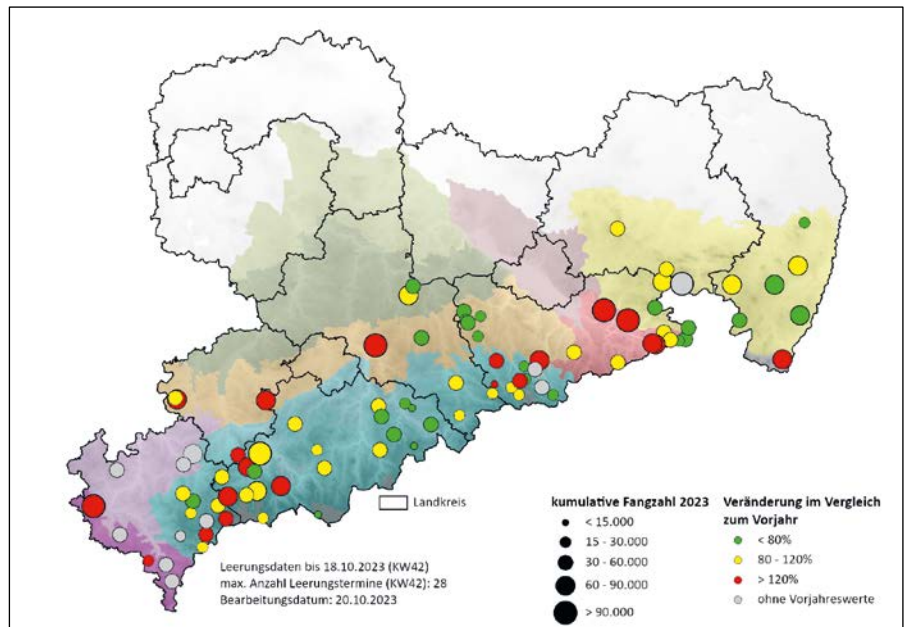 Landkreis
Leerungsdaten bis 18.10.2023 (KW42)
max. Anzahl Leerungstermine (KW42): 28
Bearbeitungsdatum: 20.10.2023
kumulative Fangzahl 2023
< 15.000
15 - 30.000
30 - 60.000
60 - 90.000
> 90.000
Veränderung im Vergleich
zum Vorjahr
< 80%
80 - 120%
> 120%
ohne Vorjahreswerte